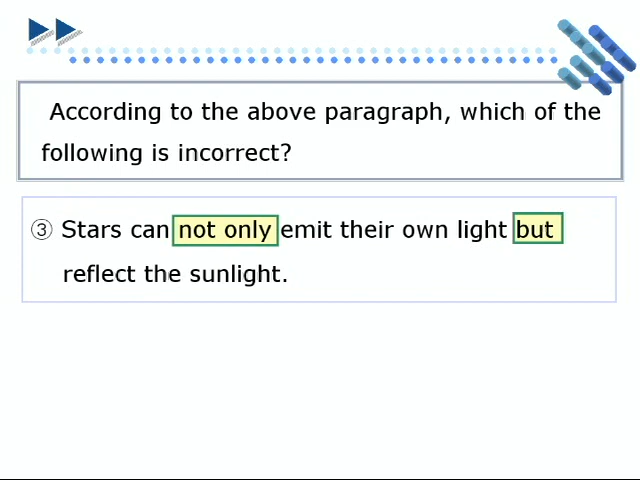 According to the above paragraph, which of the
following is incorrect?
③ Stars can not only emit their own light but
reflect the sunlight.